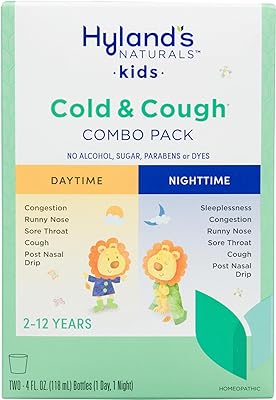 Hyland's
NATURALS™
kids
Cold & Cough
COMBO PACK
NO ALCOHOL, SUGAR, PARABENS or DYES
DAYTIME
Congestion
Runny Nose
Sore Throat
Cough
Post Nasal
Drip
NIGHTTIME
Sleeplessness
Congestion
Runny Nose
Sore Throat
Cough
Post Nasal
Drip
2-12 YEARS
TWO - 4 FL. OZ. (118 mL) Bottles (1 Day, 1 Night)
HOMEOPATHIC